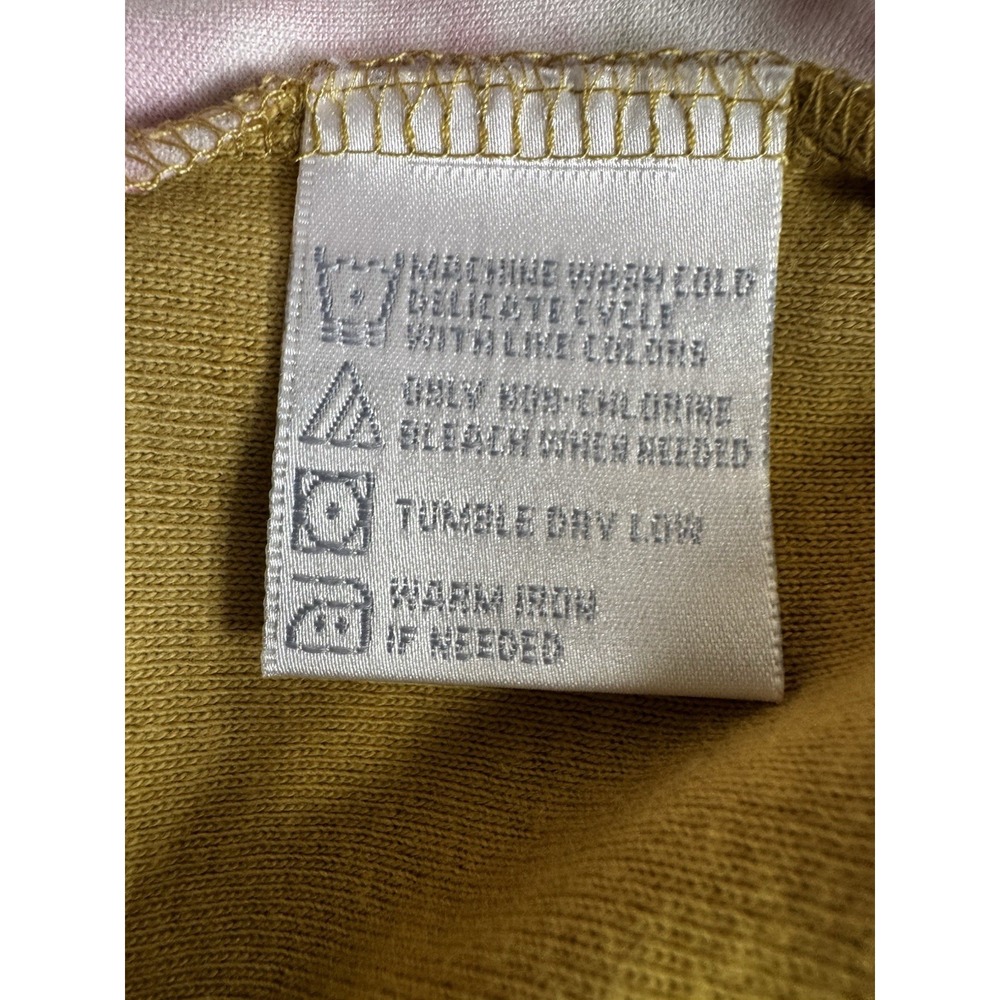 MACHINE WASH COLD
DELICATE CYCLE
WITH LIKE COLORS
ONLY NON-CHLORINE
BLEACH WHEN NEEDED
TUMBLE DRY LOW
WARM IRON
IF NEEDED